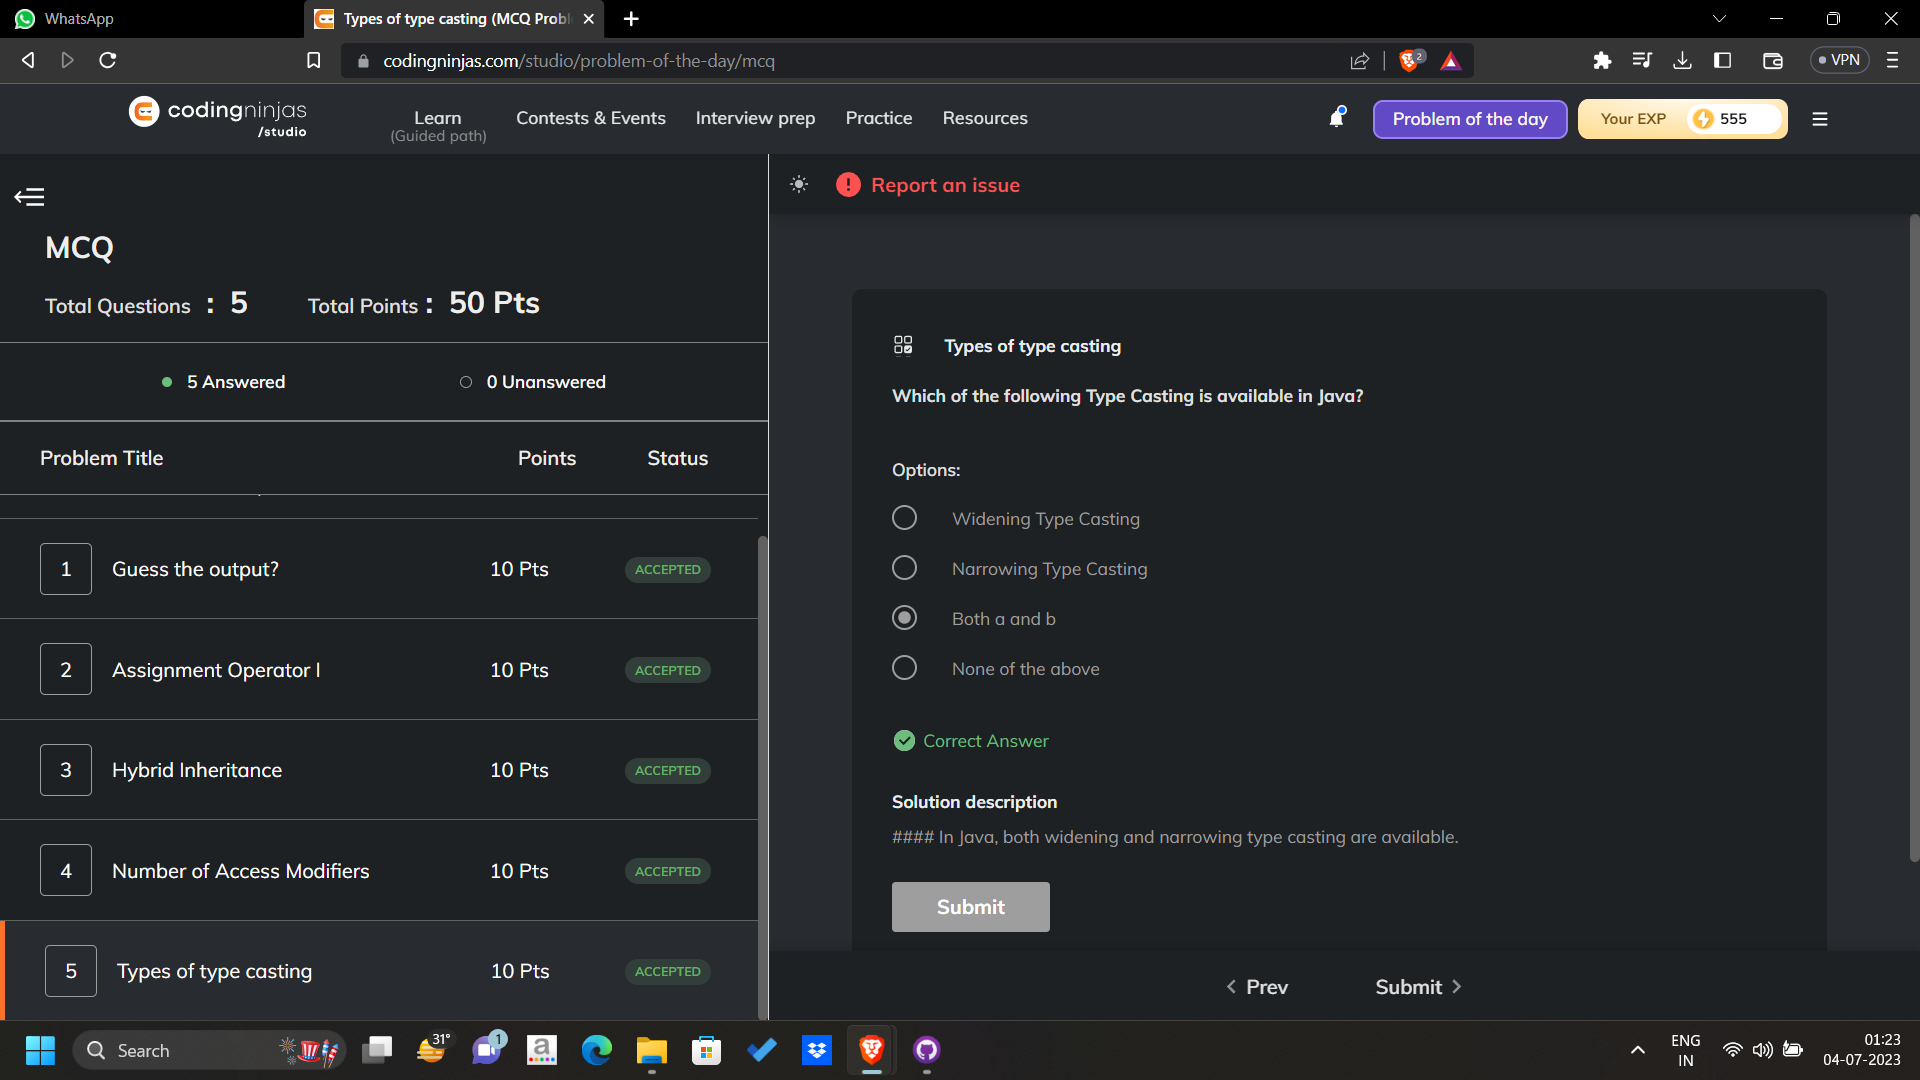 WhatsApp
Types of type casting (MCQ Probl
codingninjas.com/studio/problem-of-the-day/mcq
2
VPN
codingninjas
/studio
Learn
(Guided path)
Contests & Events
Interview prep
Practice
Resources
Problem of the day
Your EXP
555
Report an issue
MCQ
Total Questions : 5
Total Points : 50 Pts
5 Answered
0 Unanswered
Problem Title Points Status
1 Guess the output? 10 Pts ACCEPTED
2 Assignment Operator I 10 Pts ACCEPTED
3 Hybrid Inheritance 10 Pts ACCEPTED
4 Number of Access Modifiers 10 Pts ACCEPTED
5 Types of type casting 10 Pts ACCEPTED
Types of type casting
Which of the following Type Casting is available in Java?
Options:
Widening Type Casting
Narrowing Type Casting
Both a and b
None of the above
Correct Answer
Solution description
#### In Java, both widening and narrowing type casting are available.
Submit
Prev
Submit
Search
31°
1
a
ENG
IN
01:23
04-07-2023